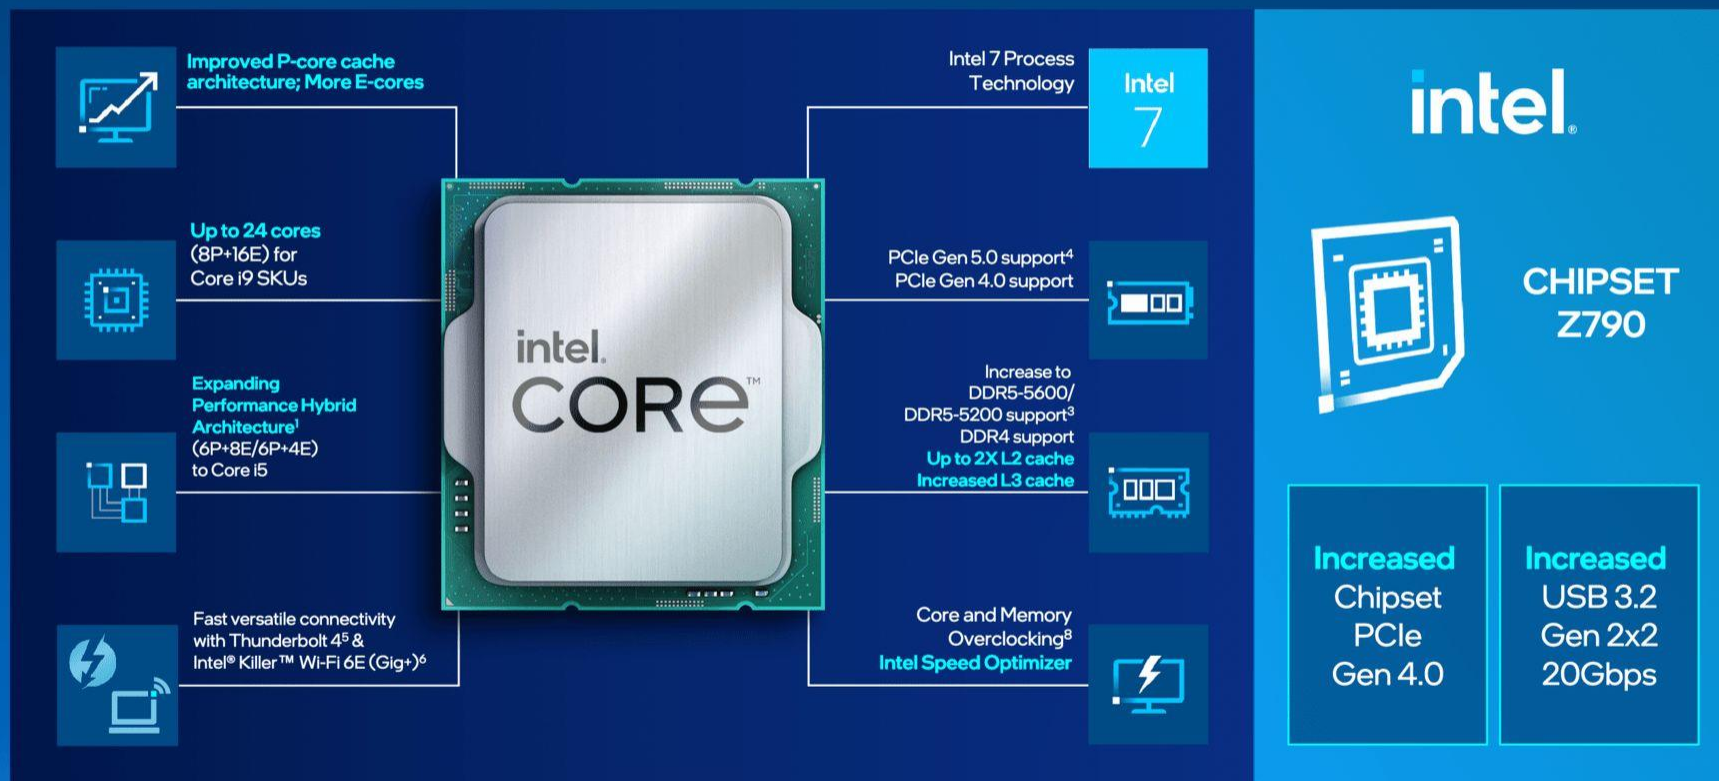 Improved P-core cache
architecture; More E-cores
Up to 24 cores
(8P+16E) for
Core i9 SKUs
Expanding
Performance Hybrid
Architecture¹
(6P+8E/6P+4E)
to Core i5
Fast versatile connectivity
with Thunderbolt 4⁵ &
Intel® Killer™ Wi-Fi 6E (Gig+)⁶
intel.
CORE™
Intel 7 Process
Technology
Intel
7
PCIe Gen 5.0 support⁴
PCIe Gen 4.0 support
Increase to
DDR5-5600/
DDR5-5200 support³
DDR4 support
Up to 2X L2 cache
Increased L3 cache
Core and Memory
Overclocking⁸
Intel Speed Optimizer
intel®
CHIPSET
Z790
Increased
Chipset
PCIe
Gen 4.0
Increased
USB 3.2
Gen 2x2
20Gbps